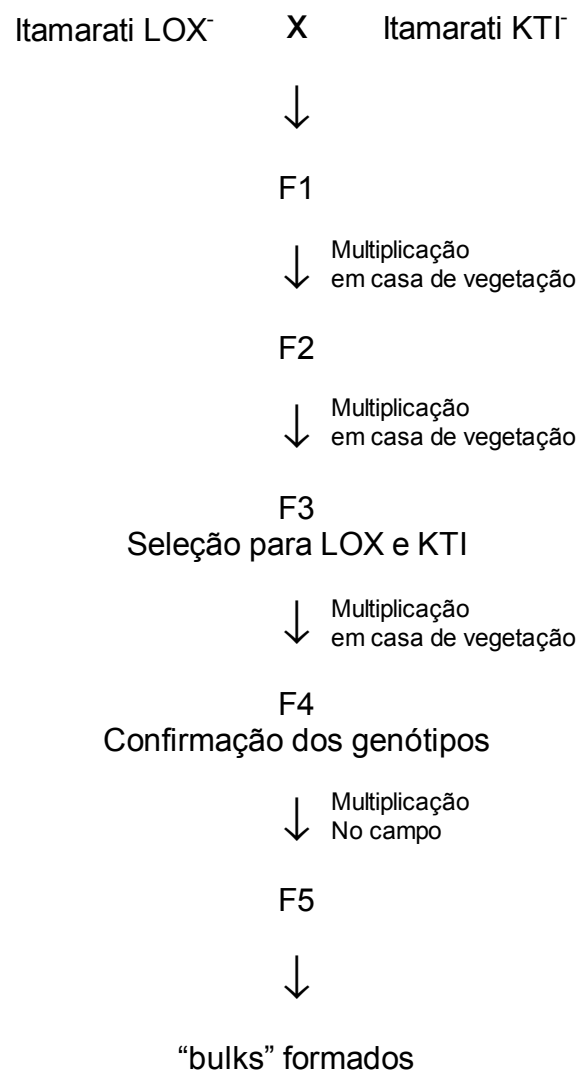 Itamarati LOX⁻ X Itamarati KTI⁻
F1
Multiplicação
em casa de vegetação
F2
Multiplicação
em casa de vegetação
F3
Seleção para LOX e KTI
Multiplicação
em casa de vegetação
F4
Confirmação dos genótipos
Multiplicação
No campo
F5
“bulks” formados